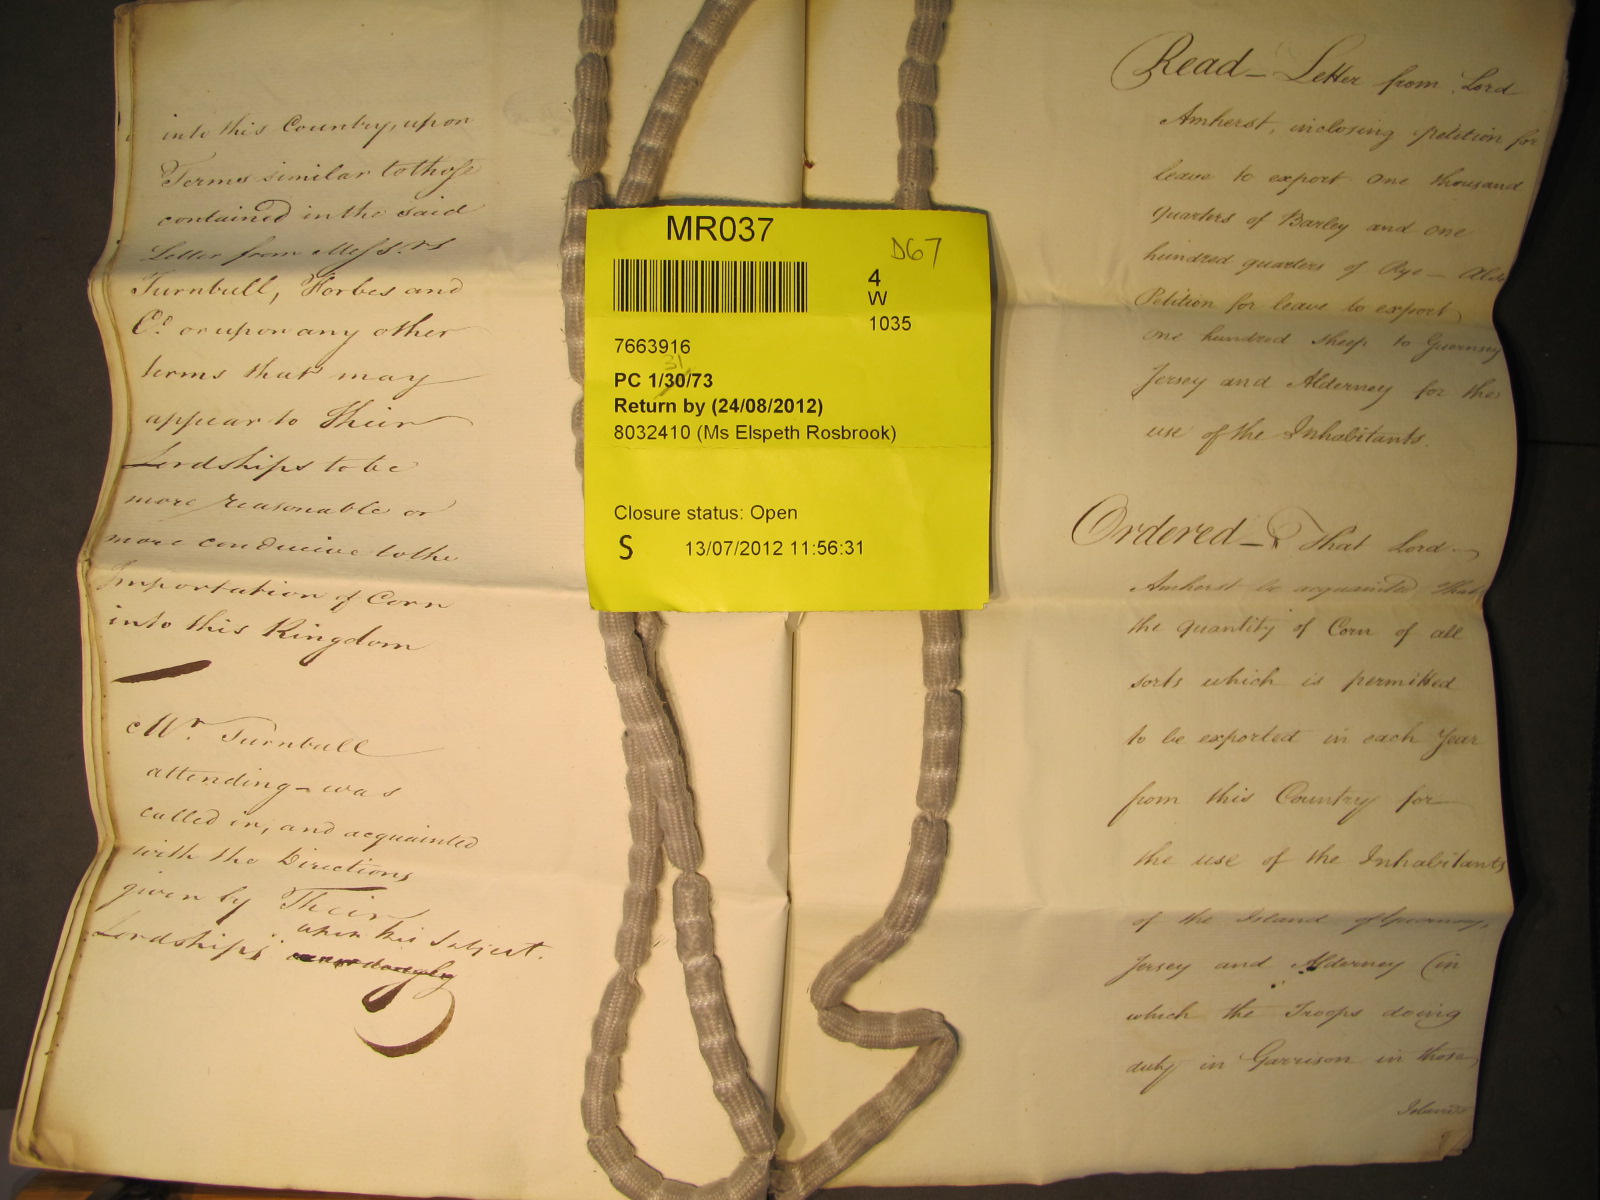 into this Country, upon
Terms similar to those
contained in the said
Letter from Mess.rs
Turnbull, Forbes and
Co. or upon any other
terms that may
appear to Their
Lordships to be
more reasonable or
more conducive to the
Importation of Corn
into this Kingdom
Mr. Turnbull
attending - was
called in, and acquainted
with the Directions
given by Their
Lordships upon this Subject.
MR037
D67
4
W
1035
7663916
31
PC 1/30/73
Return by (24/08/2012)
8032410 (Ms Elspeth Rosbrook)
Closure status: Open
S 13/07/2012 11:56:31
Read - Letter from Lord
Amherst, inclosing petition for
leave to export one thousand
quarters of Barley and one
hundred quarters of Rye - Also
Petition for leave to export
one hundred Sheep to Guernsey
Jersey and Alderney for the
use of the Inhabitants.
Ordered - That Lord
Amherst be acquainted that
the quantity of Corn of all
sorts which is permitted
to be exported in each Year
from this Country for
the use of the Inhabitants
of the Island of Guernsey,
Jersey and Alderney (in
which the Troops doing
duty in Garrison in those
Islands